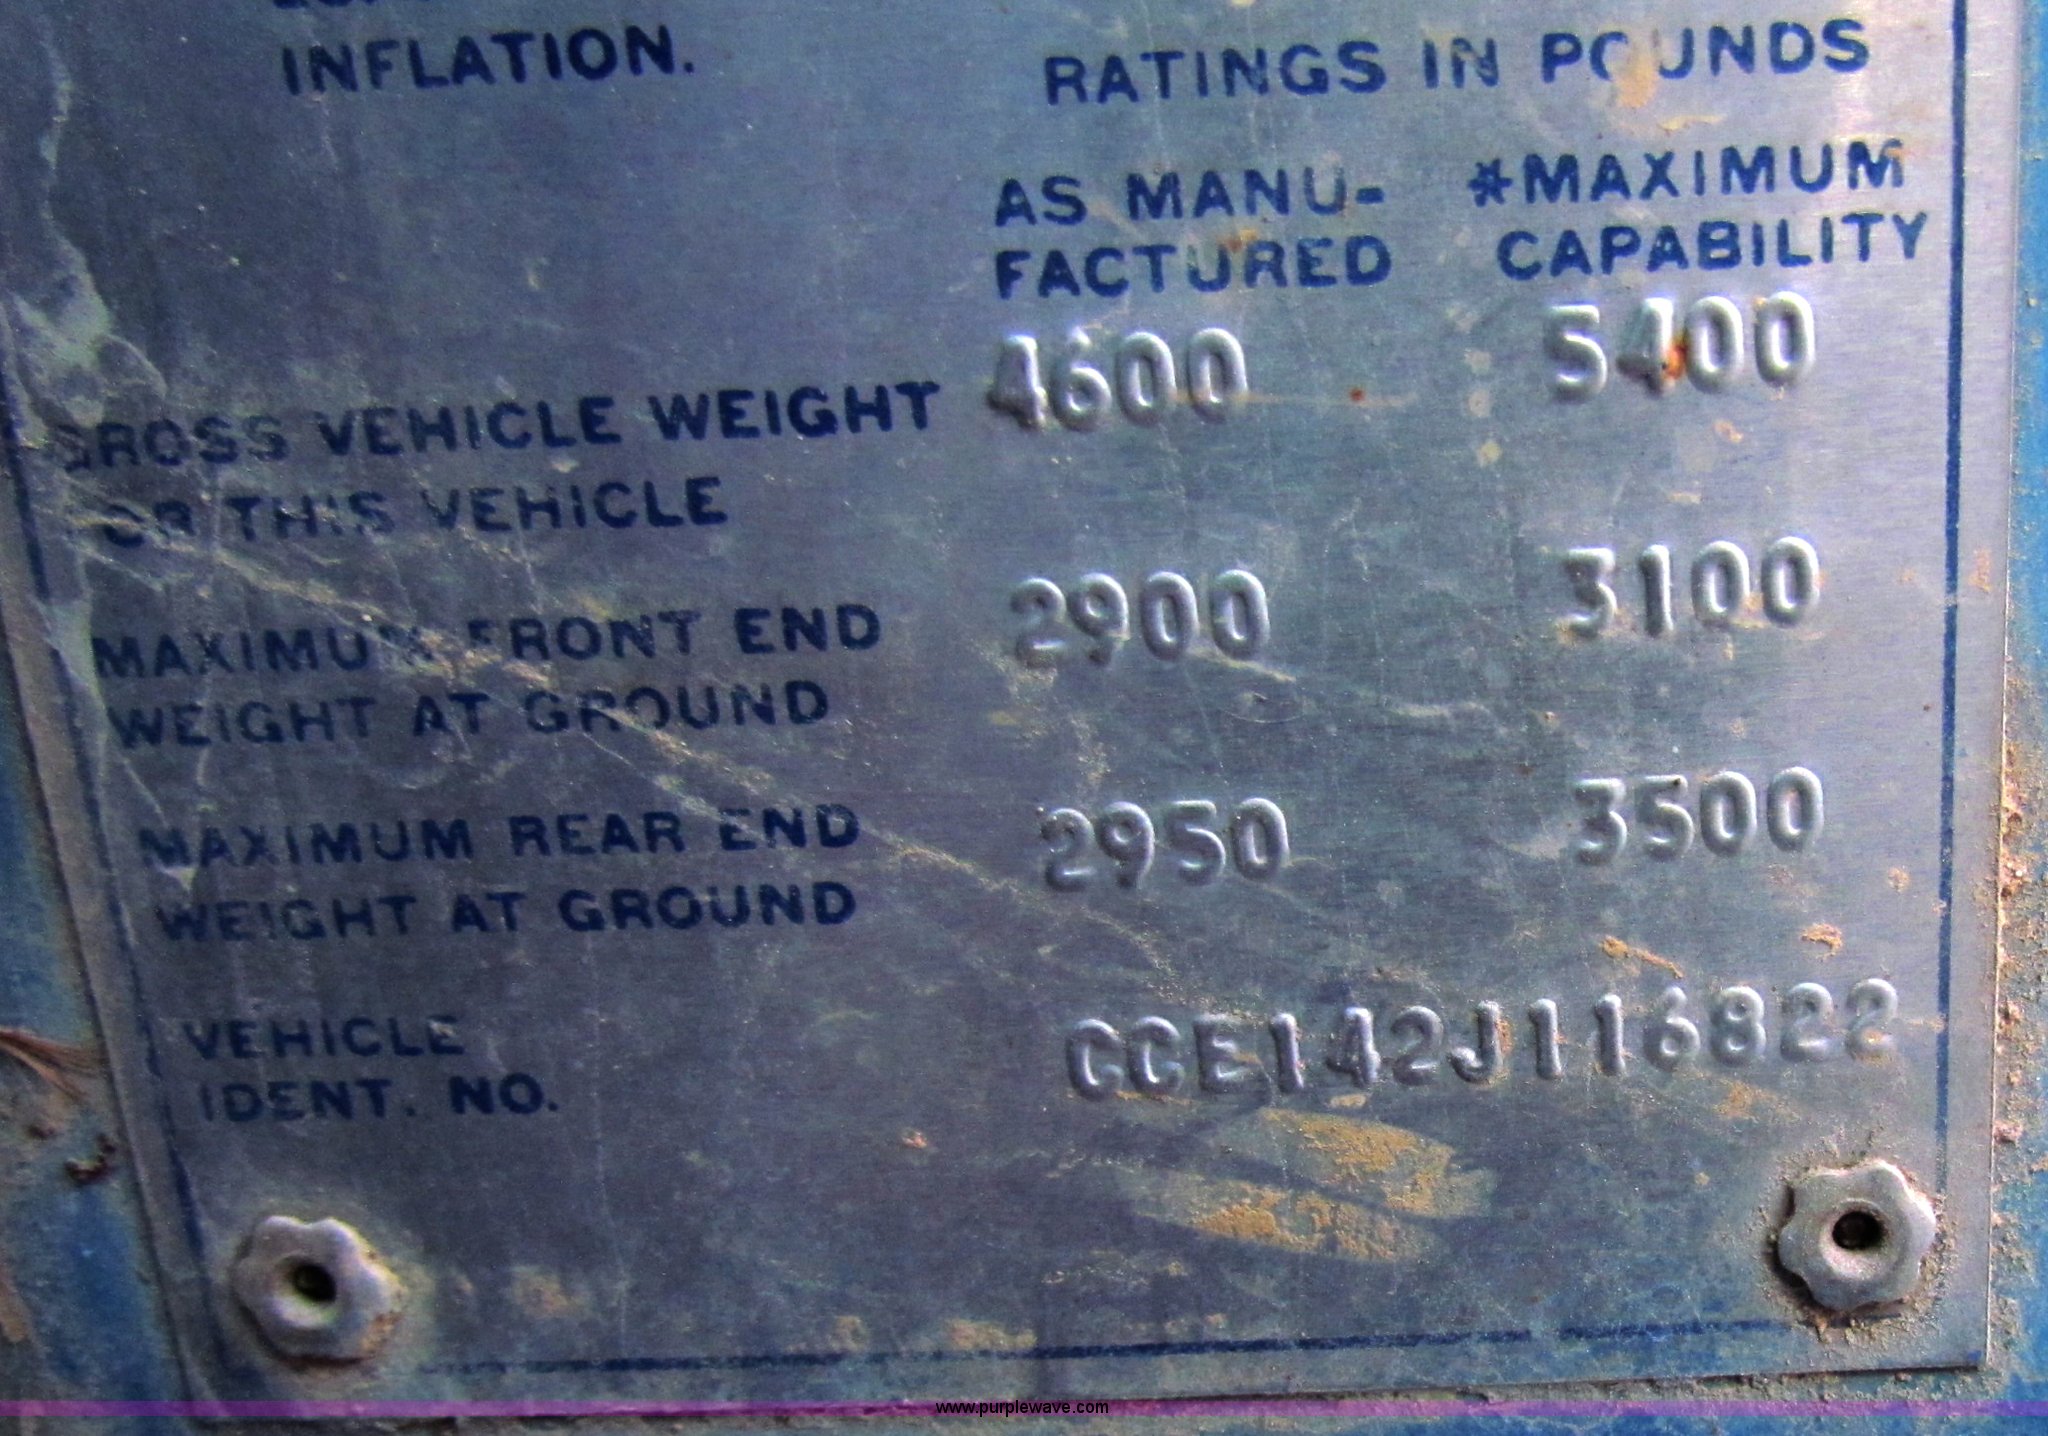 INFLATION.
RATINGS IN POUNDS
AS MANU-
FACTURED
*MAXIMUM
CAPABILITY
GROSS VEHICLE WEIGHT 4600 5400
OR THIS VEHICLE
MAXIMUM FRONT END 2900 3100
WEIGHT AT GROUND
MAXIMUM REAR END 2950 3500
WEIGHT AT GROUND
VEHICLE
IDENT. NO. CCE142J116822
www.purplewave.com